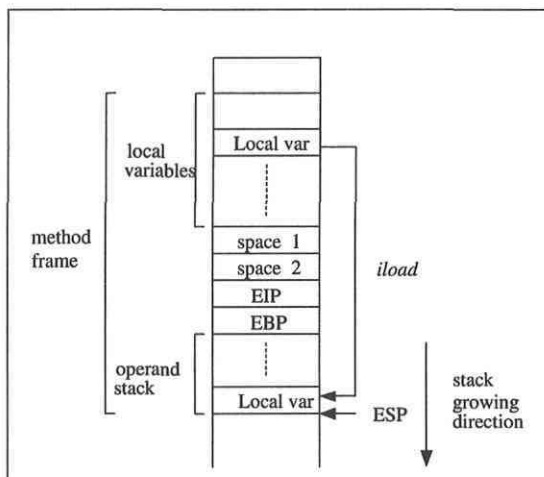 Local var
local
variables
space 1
method
frame
space 2
iload
EIP
EBP
operand
stack
stack
growing
direction
Local var
ESP